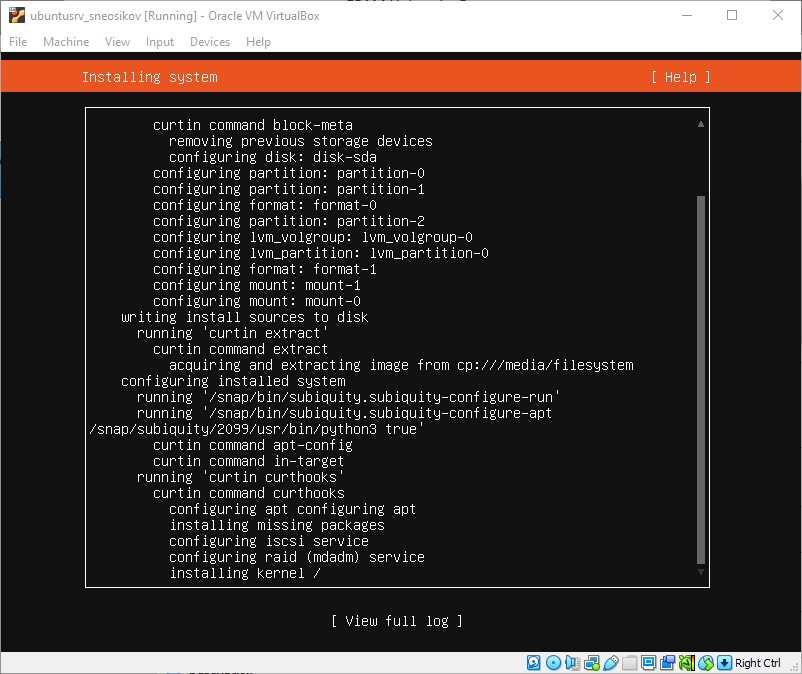 ubuntusrv_sneosikov [Running] - Oracle VM VirtualBox
File Machine View Input Devices Help
Installing system [ Help ]
curtin command block-meta
removing previous storage devices
configuring disk: disk-sda
configuring partition: partition-0
configuring partition: partition-1
configuring format: format-0
configuring partition: partition-2
configuring lvm_volgroup: lvm_volgroup-0
configuring lvm_partition: lvm_partition-0
configuring format: format-1
configuring mount: mount-1
configuring mount: mount-0
writing install sources to disk
running 'curtin extract'
curtin command extract
acquiring and extracting image from cp:///media/filesystem
configuring installed system
running '/snap/bin/subiquity.subiquity-configure-run'
running '/snap/bin/subiquity.subiquity-configure-apt
/snap/subiquity/2099/usr/bin/python3 true'
curtin command apt-config
curtin command in-target
running 'curtin curthooks'
curtin command curthooks
configuring apt configuring apt
installing missing packages
configuring iscsi service
configuring raid (mdadm) service
installing kernel /
[ View full log ]
Right Ctrl